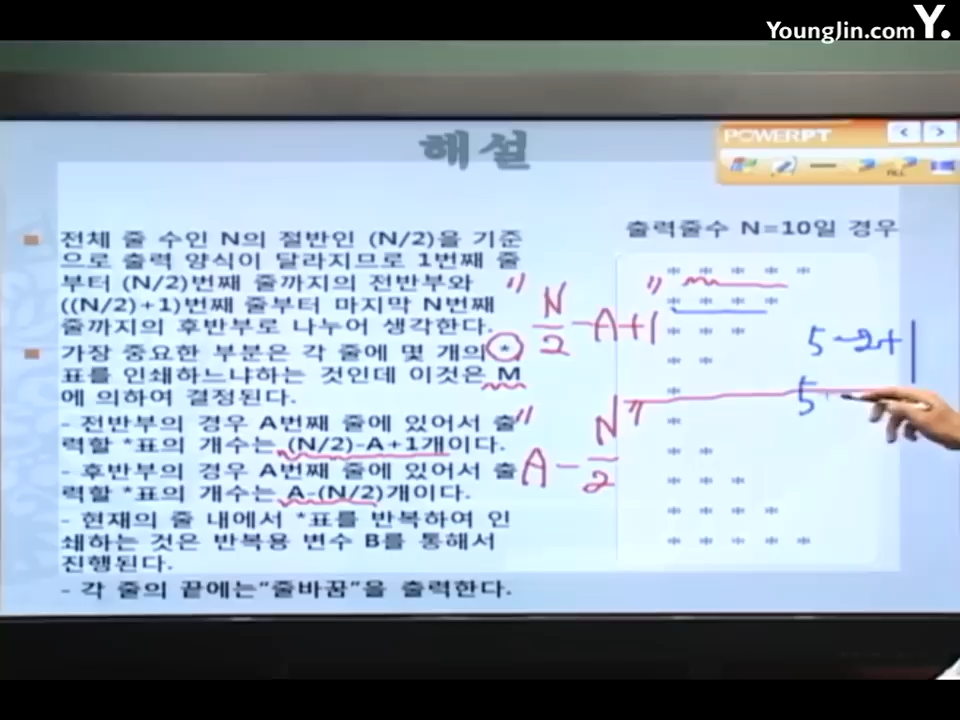 YoungJin.com Y.
해설
POWERPT
전체 줄 수인 N의 절반인 (N/2)을 기준
으로 출력 양식이 달라지므로 1번째 줄
부터 (N/2)번째 줄까지의 전반부와
((N/2)+1)번째 줄부터 마지막 N번째
줄까지의 후반부로 나누어 생각한다.
가장 중요한 부분은 각 줄에 몇 개의 *
표를 인쇄하느냐하는 것인데 이것은 M
에 의하여 결정된다.
- 전반부의 경우 A번째 줄에 있어서 출
력할 *표의 개수는 (N/2)-A+1개이다.
- 후반부의 경우 A번째 줄에 있어서 출
력할 *표의 개수는 A-(N/2)개이다.
- 현재의 줄 내에서 *표를 반복하여 인
쇄하는 것은 반복용 변수 B를 통해서
진행된다.
- 각 줄의 끝에는“줄바꿈”을 출력한다.
" N/2 -A+1 "
" A - N/2 "
출력줄수 N=10일 경우
* * * * *
* * * *
* * *
* *
*
*
* *
* * *
* * * *
* * * * *
5-2+1
5